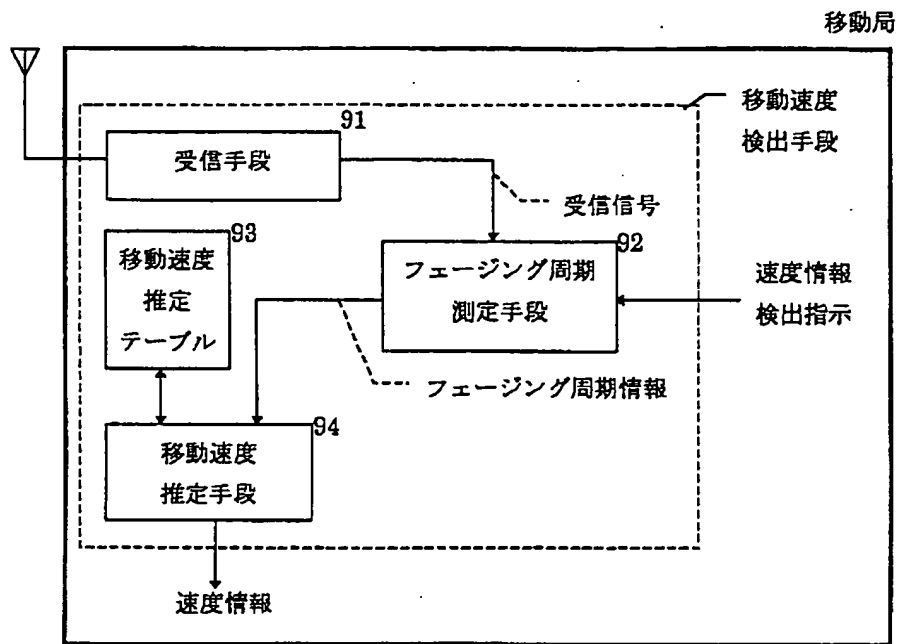 移動局
移動速度
検出手段
91
受信手段
受信信号
93
移動速度
推定
テーブル
92
フェージング周期
測定手段
速度情報
検出指示
フェージング周期情報
94
移動速度
推定手段
速度情報